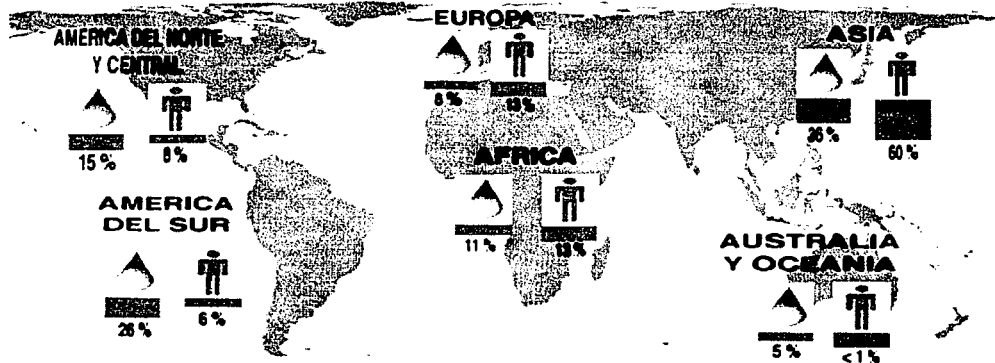 AMERICA DEL NORTE
Y CENTRAL
15 %
8 %
AMERICA
DEL SUR
26 %
6 %
EUROPA
8 %
13 %
AFRICA
11 %
13 %
ASIA
36 %
60 %
AUSTRALIA
Y OCEANIA
5 %
<1 %